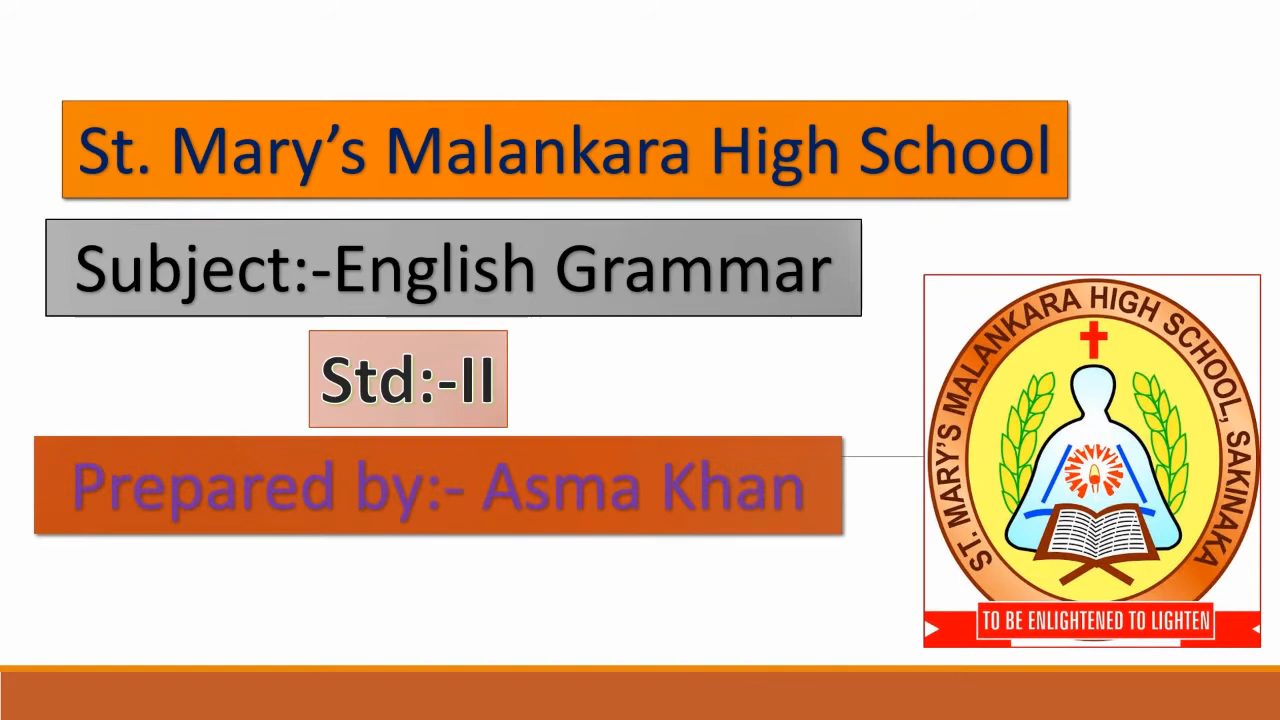 St. Mary’s Malankara High School
Subject:-English Grammar
Std:-II
Prepared by:- Asma Khan
ST. MARY'S MALANKARA HIGH SCHOOL, SAKINAKA
TO BE ENLIGHTENED TO LIGHTEN